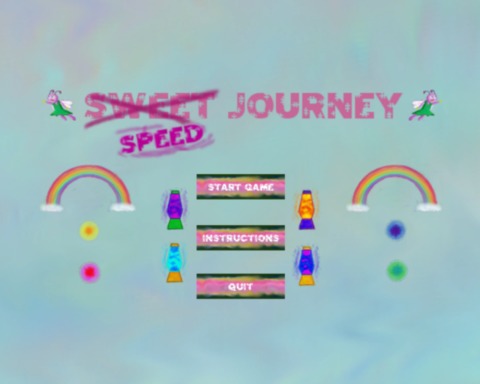 SWEET JOURNEY
SPEED
START GAME
INSTRUCTIONS
QUIT